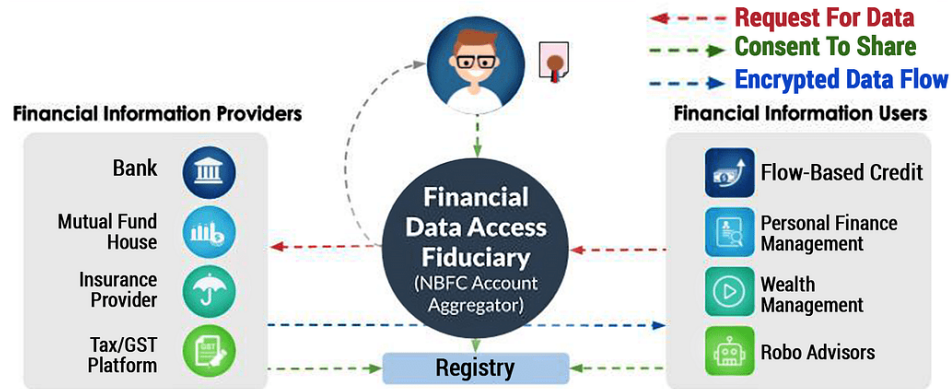 Request For Data
Consent To Share
Encrypted Data Flow
Financial Information Providers
Bank
Mutual Fund
House
Insurance
Provider
Tax/GST
Platform
GST
Financial
Data Access
Fiduciary
(NBFC Account
Aggregator)
Registry
Financial Information Users
Flow-Based Credit
Personal Finance
Management
Wealth
Management
Robo Advisors